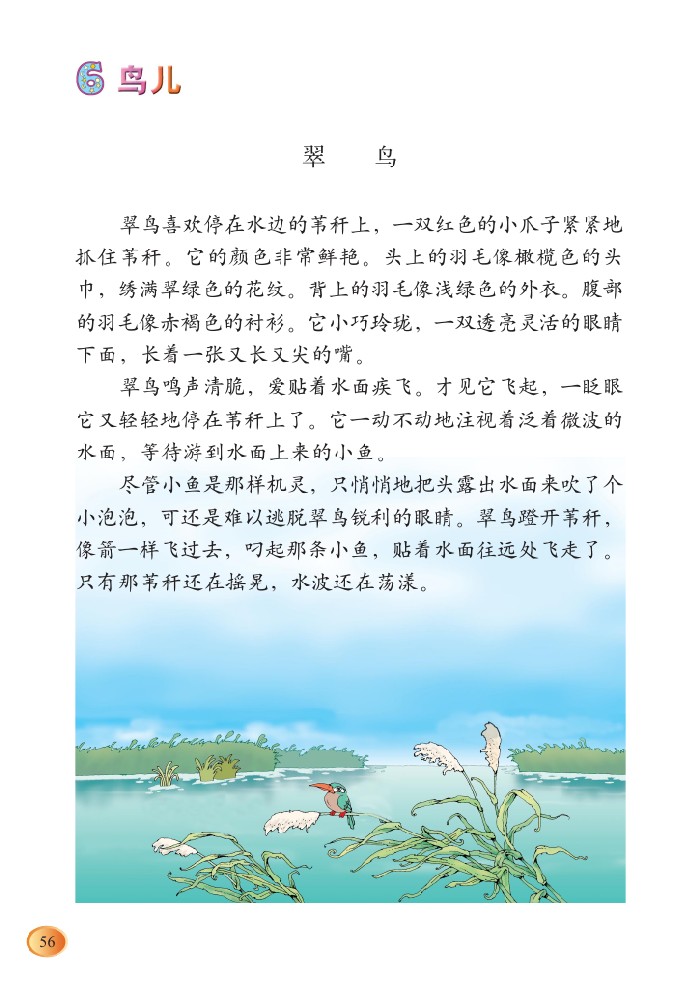 6 鸟儿
翠 鸟
翠鸟喜欢停在水边的苇秆上，一双红色的小爪子紧紧地
抓住苇秆。它的颜色非常鲜艳。头上的羽毛像橄榄色的头
巾，绣满翠绿色的花纹。背上的羽毛像浅绿色的外衣。腹部
的羽毛像赤褐色的衬衫。它小巧玲珑，一双透亮灵活的眼睛
下面，长着一张又长又尖的嘴。
翠鸟鸣声清脆，爱贴着水面疾飞。才见它飞起，一眨眼
它又轻轻地停在苇秆上了。它一动不动地注视着泛着微波的
水面，等待游到水面上来的小鱼。
尽管小鱼是那样机灵，只悄悄地把头露出水面来吹了个
小泡泡，可还是难以逃脱翠鸟锐利的眼睛。翠鸟蹬开苇秆，
像箭一样飞过去，叼起那条小鱼，贴着水面往远处飞走了。
只有那苇秆还在摇晃，水波还在荡漾。
56